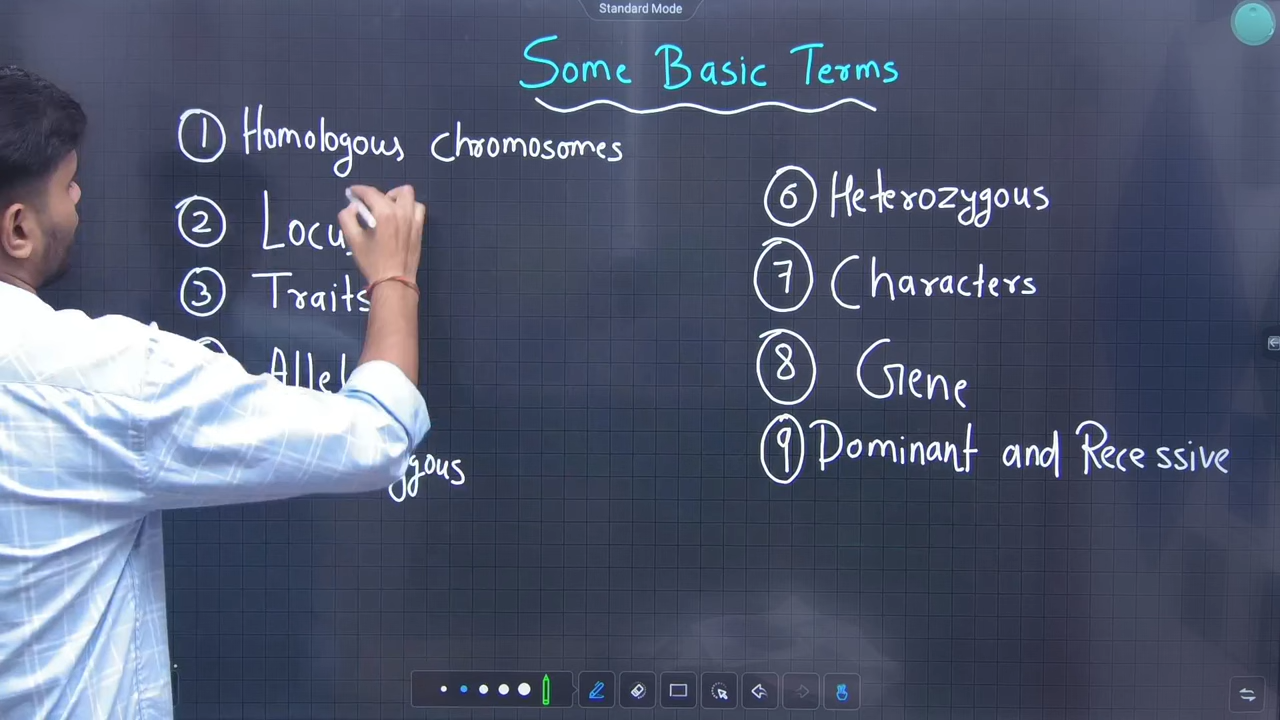 Standard Mode
Some Basic Terms
① Homologous chromosomes
② Locu
③ Traits
Allel
gous
⑥ Heterozygous
⑦ Characters
⑧ Gene
⑨ Dominant and Recessive